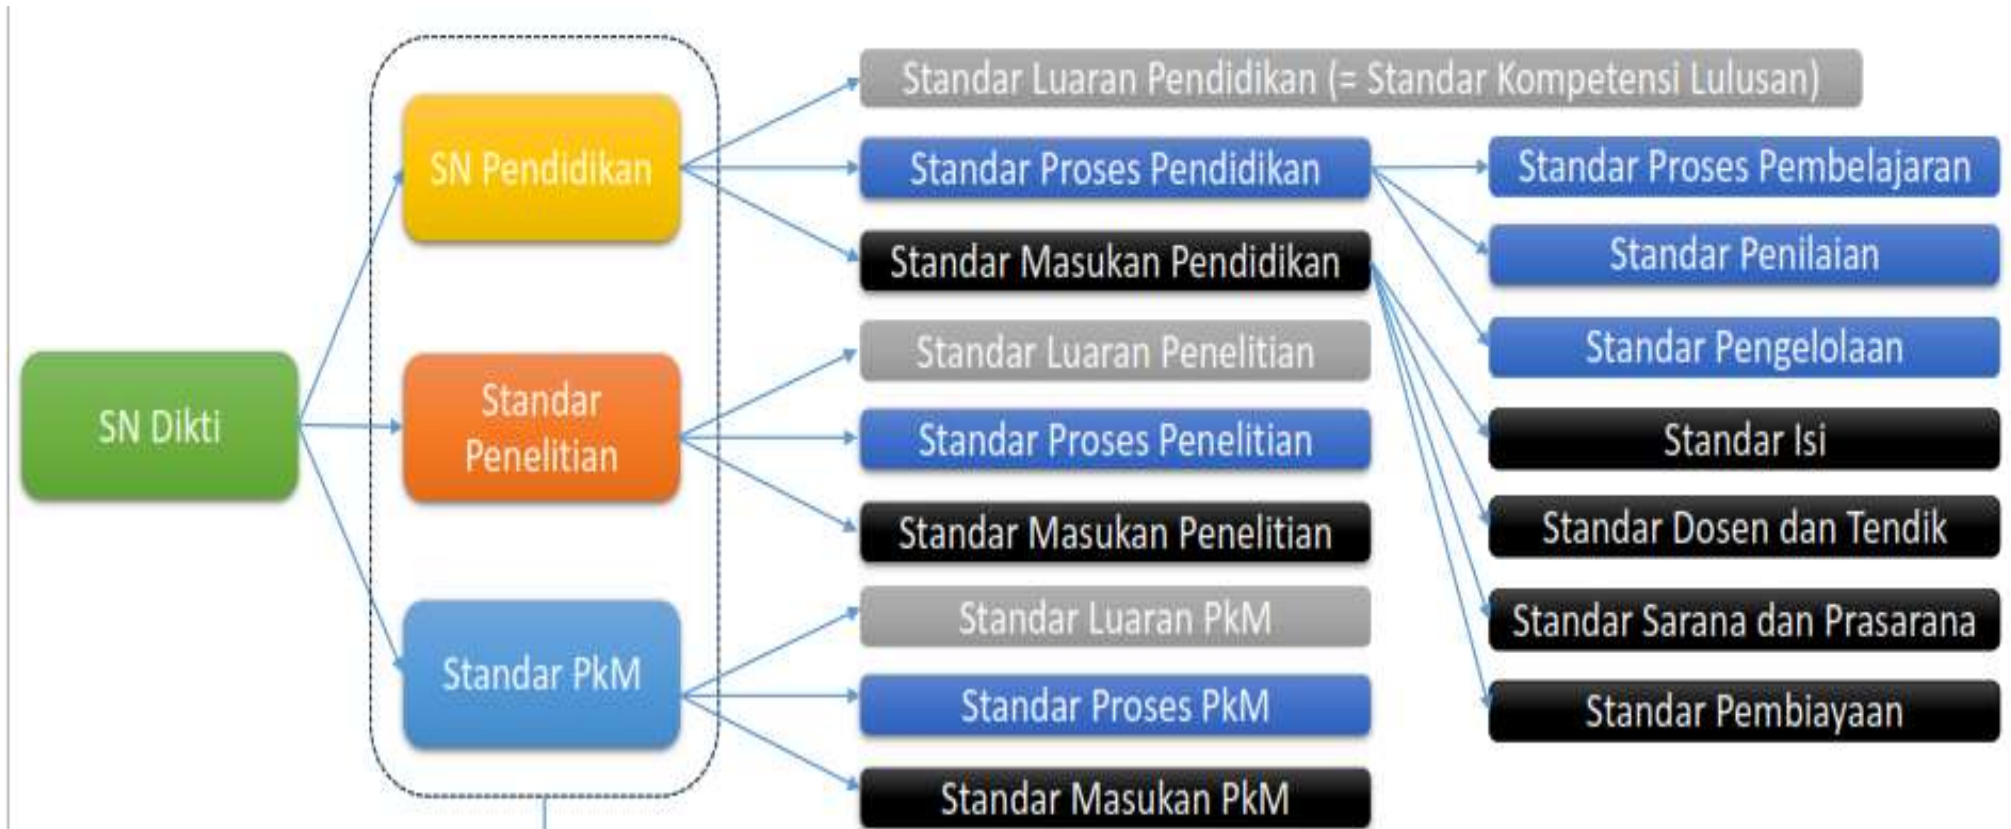 SN Dikti
SN Pendidikan
Standar
Penelitian
Standar PkM
Standar Luaran Pendidikan (= Standar Kompetensi Lulusan)
Standar Proses Pendidikan
Standar Masukan Pendidikan
Standar Luaran Penelitian
Standar Proses Penelitian
Standar Masukan Penelitian
Standar Luaran PkM
Standar Proses PkM
Standar Masukan PkM
Standar Proses Pembelajaran
Standar Penilaian
Standar Pengelolaan
Standar Isi
Standar Dosen dan Tendik
Standar Sarana dan Prasarana
Standar Pembiayaan